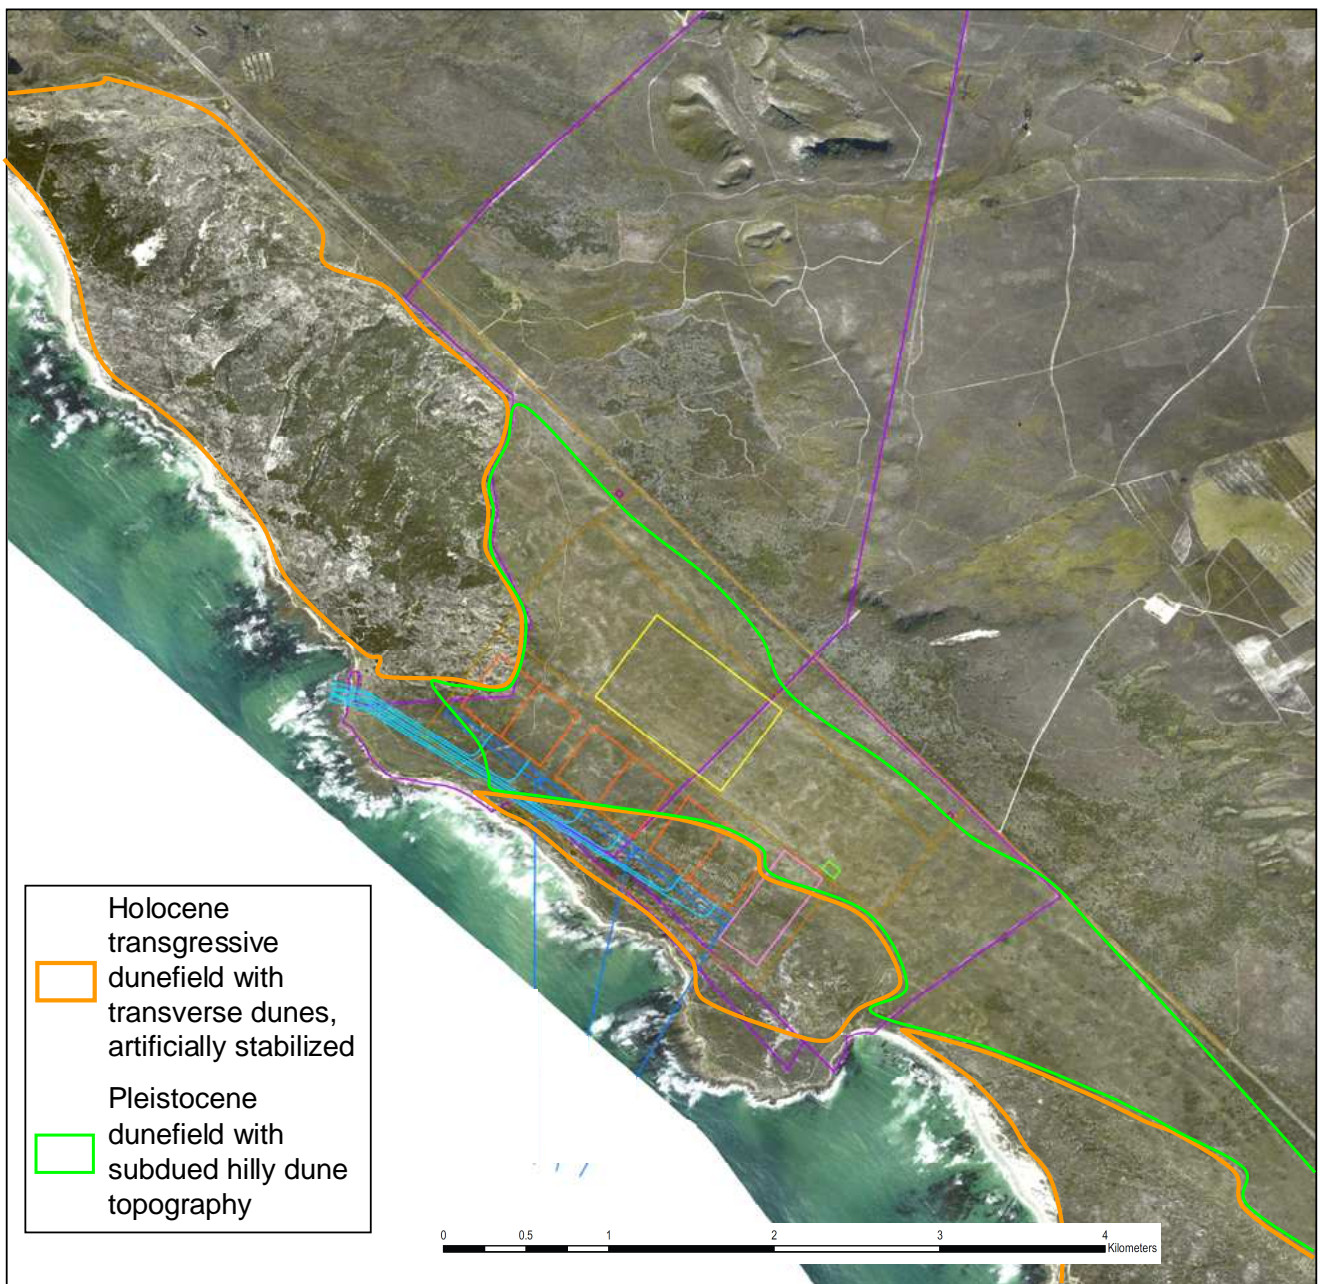 Holocene
transgressive
dunefield with
transverse dunes,
artificially stabilized
Pleistocene
dunefield with
subdued hilly dune
topography
0 0.5 1 2 3 4
Kilometers